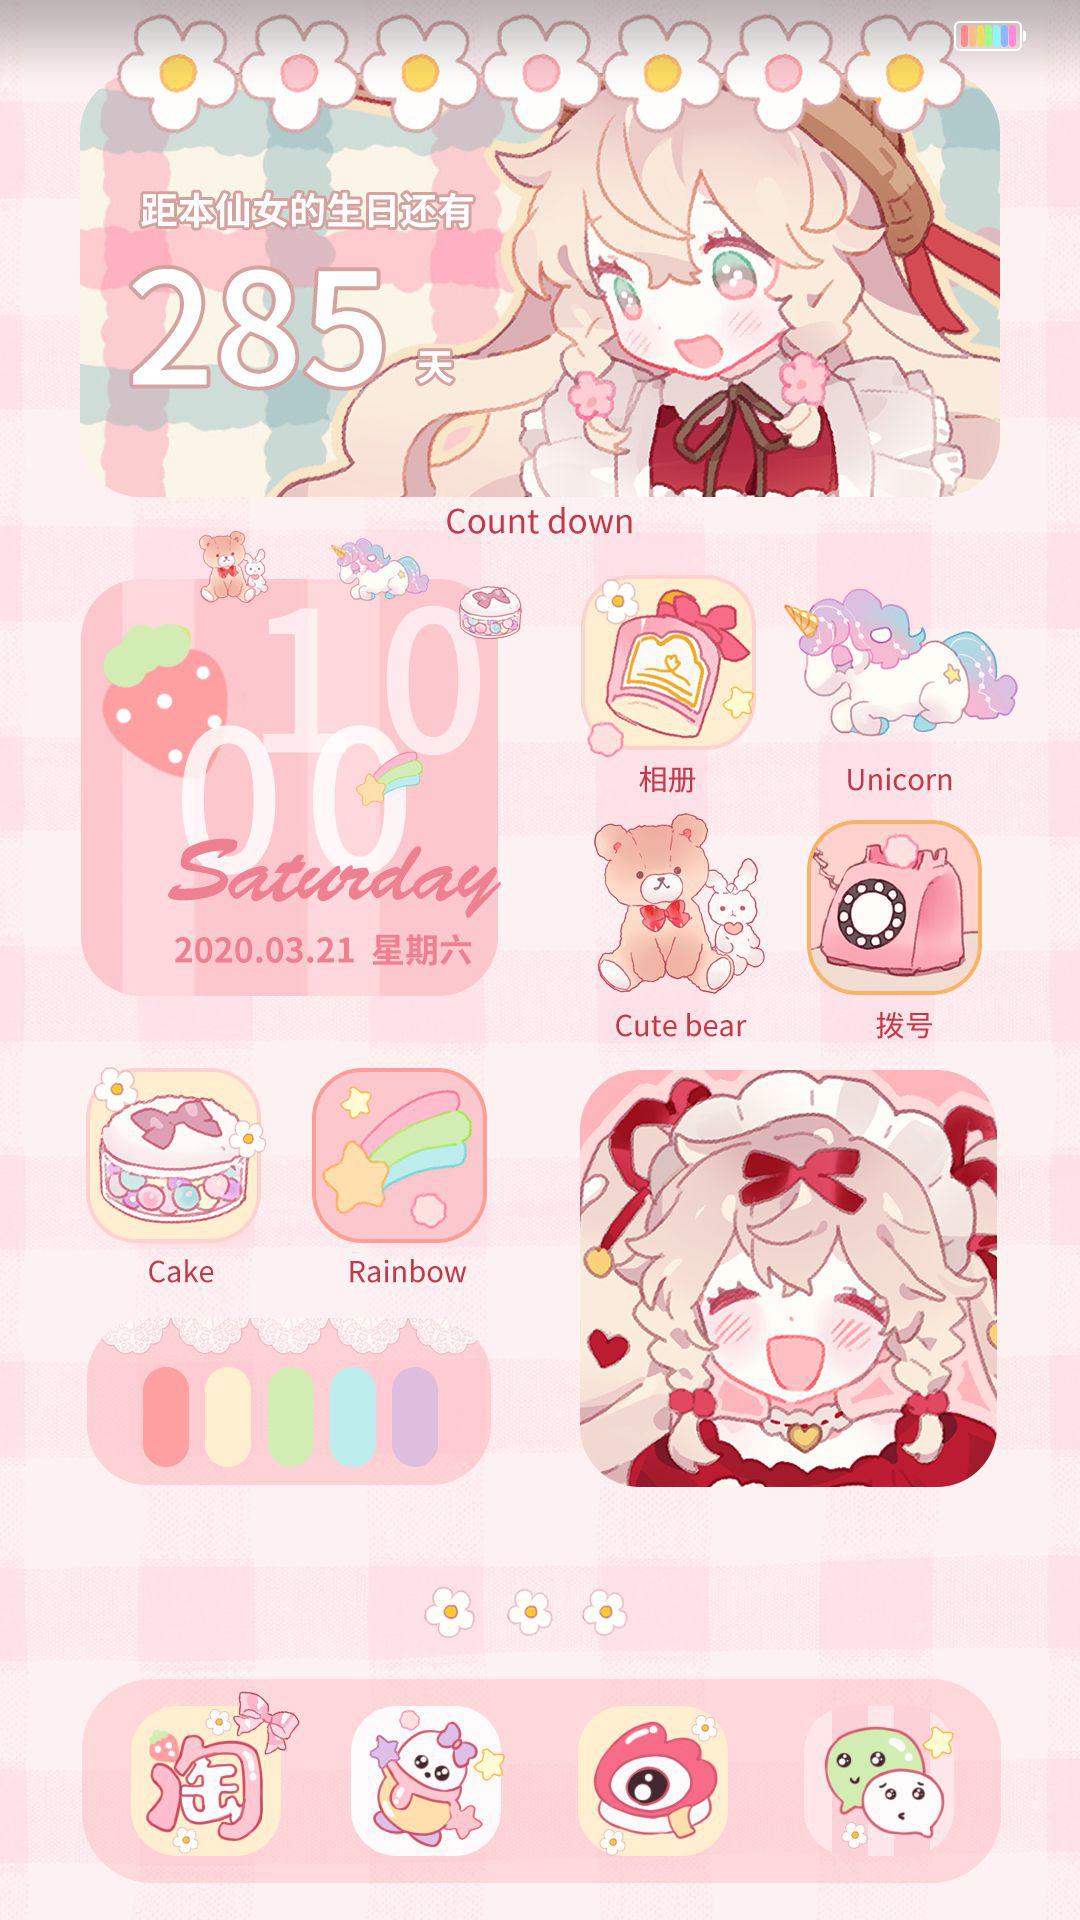 距本仙女的生日还有
285 天
Count down
10
00
Saturday
2020.03.21 星期六
相册
Unicorn
Cute bear
拨号
Cake
Rainbow
淘